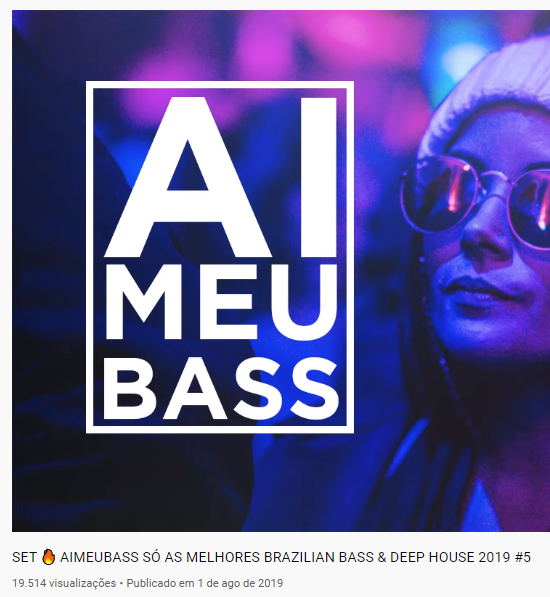 AI
MEU
BASS
SET 🔥 AIMEUBASS SÓ AS MELHORES BRAZILIAN BASS & DEEP HOUSE 2019 #5
19.514 visualizações • Publicado em 1 de ago de 2019